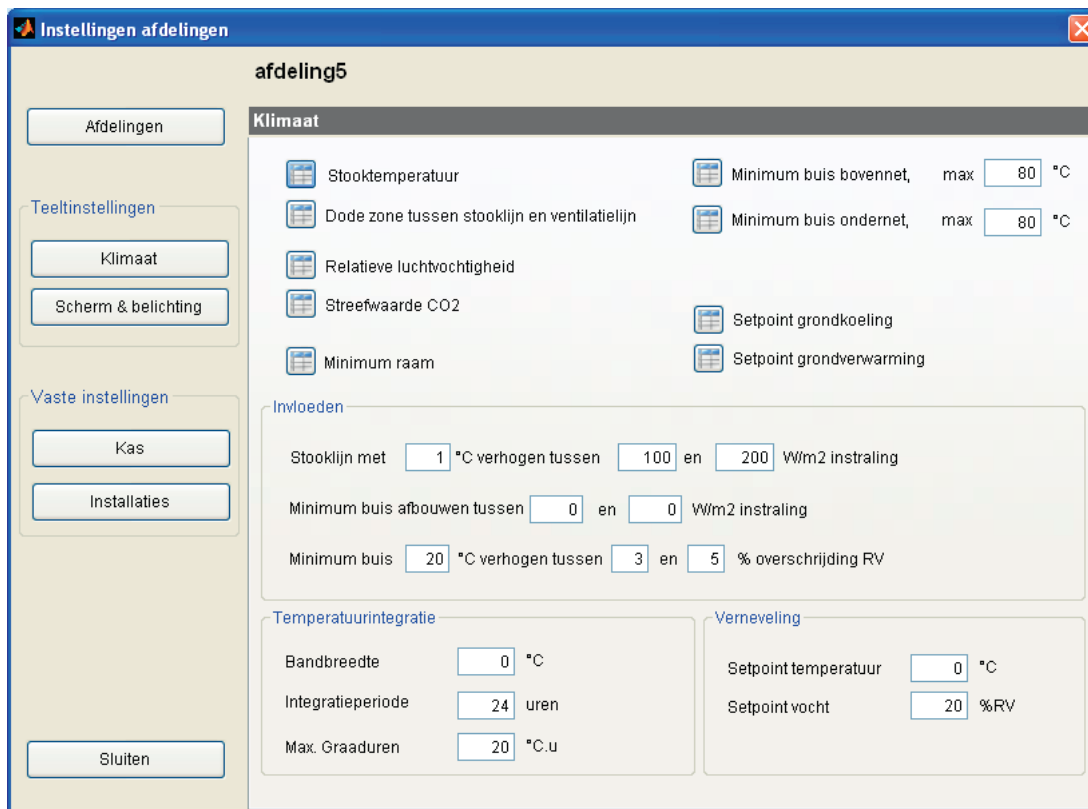 Instellingen afdelingen
afdeling5
Afdelingen
Teeltinstellingen
Klimaat
Scherm & belichting
Vaste instellingen
Kas
Installaties
Sluiten
Klimaat
Stooktemperatuur
Dode zone tussen stooklijn en ventilatielijn
Relatieve luchtvochtigheid
Streefwaarde CO2
Minimum raam
Minimum buis bovennet, max 80 °C
Minimum buis ondernet, max 80 °C
Setpoint grondkoeling
Setpoint grondverwarming
Invloeden
Stooklijn met 1 °C verhogen tussen 100 en 200 W/m2 instraling
Minimum buis afbouwen tussen 0 en 0 W/m2 instraling
Minimum buis 20 °C verhogen tussen 3 en 5 % overschrijding RV
Temperatuurintegratie
Bandbreedte 0 °C
Integratieperiode 24 uren
Max. Graaduren 20 °C.u
Verneveling
Setpoint temperatuur 0 °C
Setpoint vocht 20 %RV